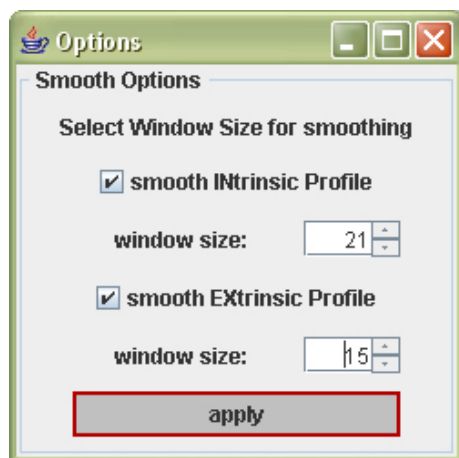 Options
Smooth Options
Select Window Size for smoothing
smooth INtrinsic Profile
window size: 21
smooth EXtrinsic Profile
window size: 15
apply